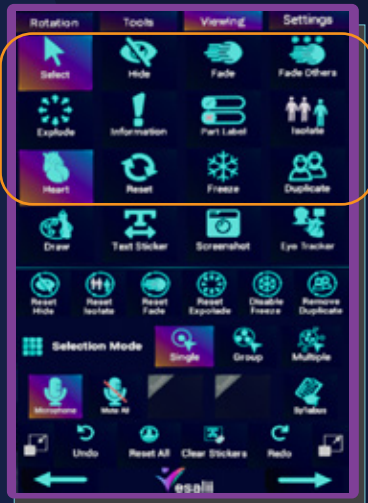 Rotation Tools Viewing Settings
Select Hide Fade Fade Others
Explode Information Part Label Isolate
Heart Reset Freeze Duplicate
Draw Text Sticker Screenshot Eye Tracker
Reset Hide Reset Isolate Reset Fade Reset Expolade Disable Freeze Remove Duplicate
Selection Mode Single Group Multiple
Microphone Mute All Syllabus
Undo Reset All Clear Stickers Redo
Vesalii